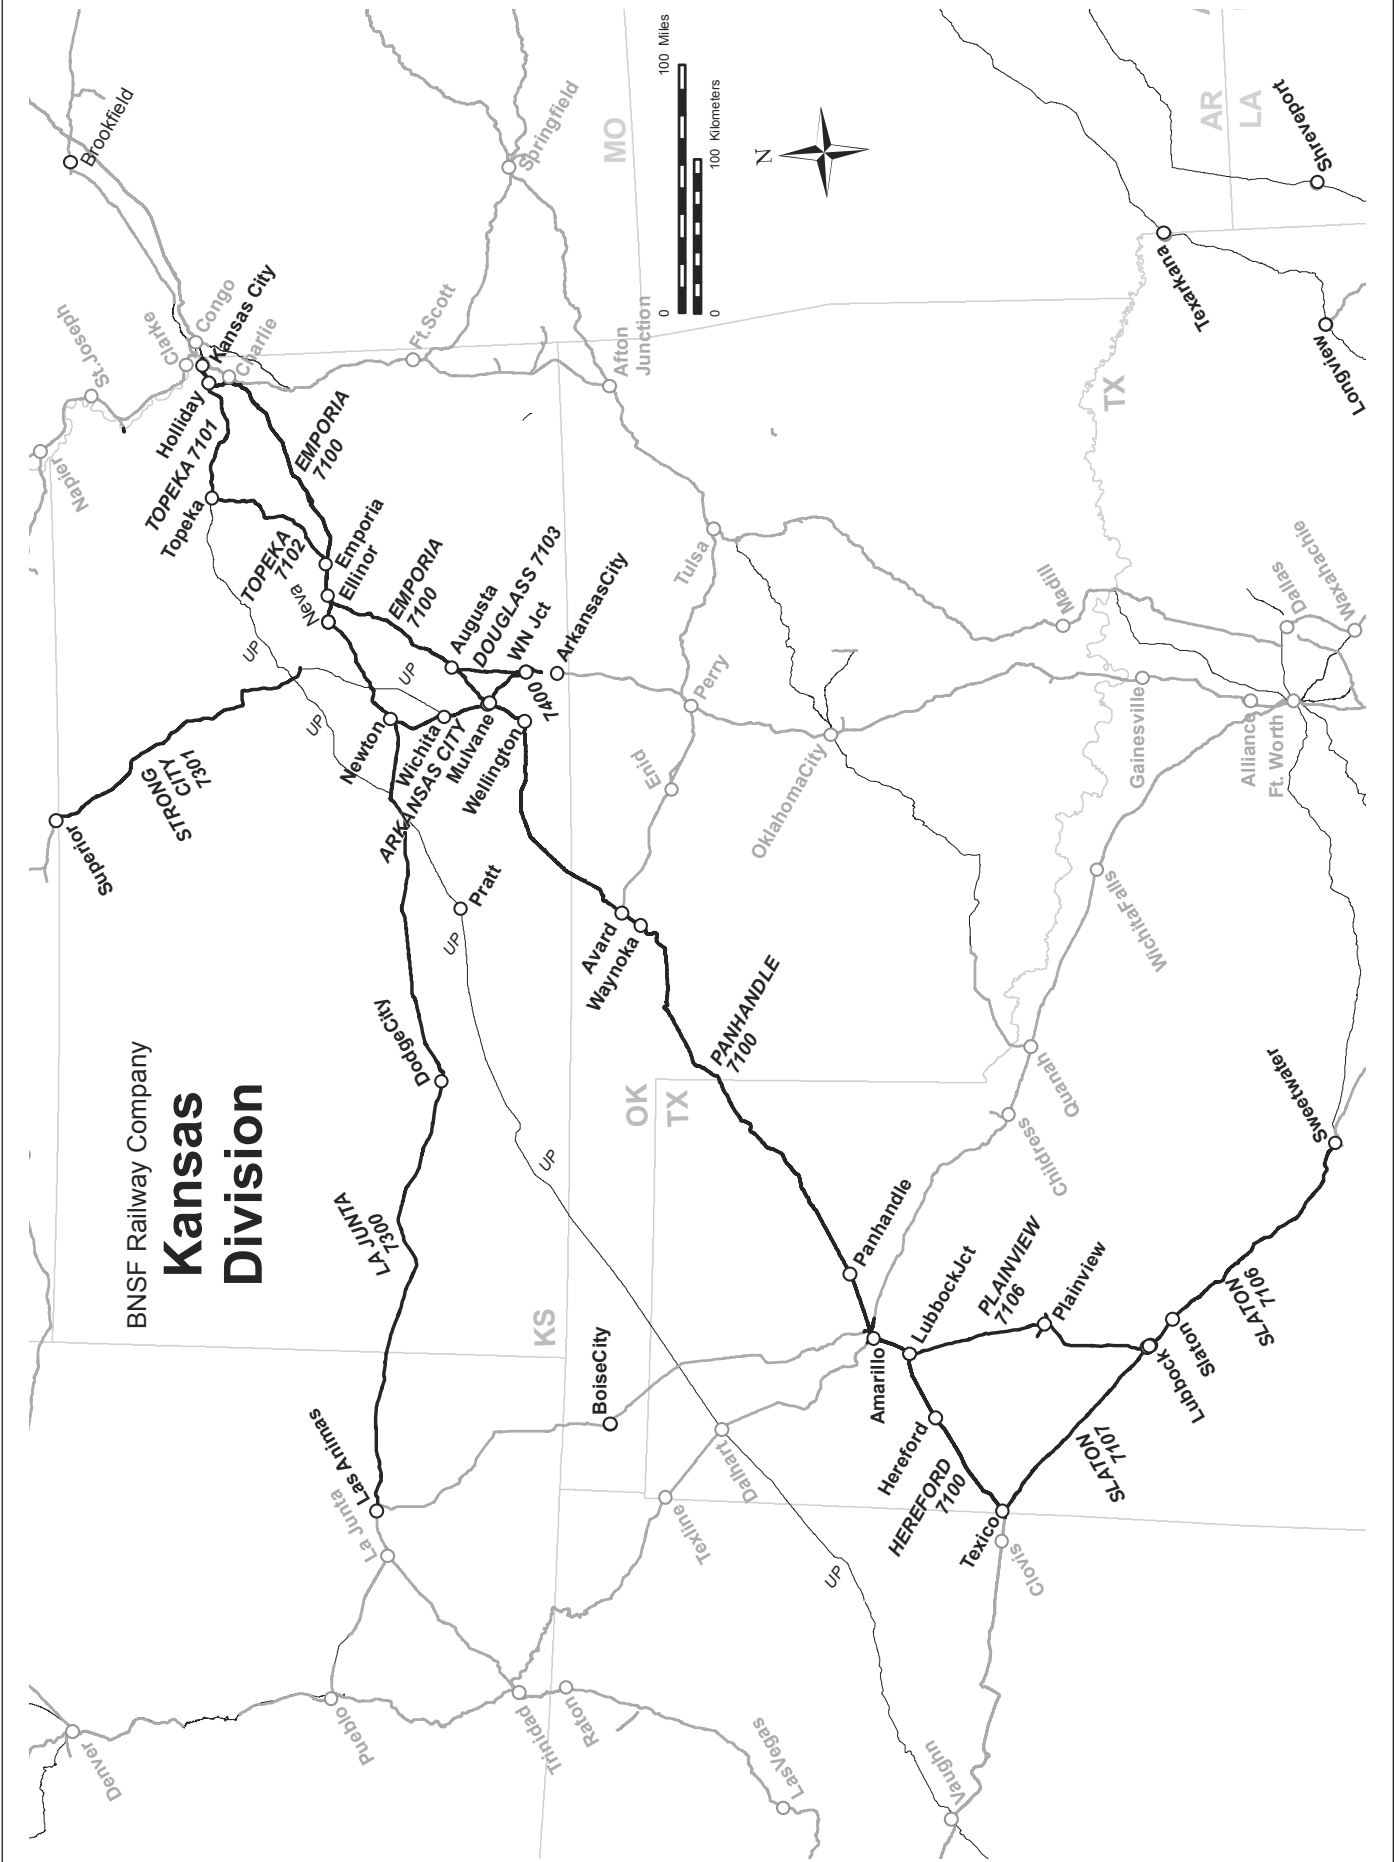 BNSF Railway Company
Kansas
Division
Denver
Pueblo
La Junta
Las Animas
Trinidad
Raton
LasVegas
Vaughn
Clovis
Texico
Texline
Dalhart
BoiseCity
UP
KS
LA JUNTA
7300
DodgeCity
Superior
STRONG
CITY
7301
UP
Pratt
UP
UP
UP
UP
Newton
Wichita
ARKANSAS CITY
7400
Mulvane
Wellington
Neva
Ellinor
Emporia
TOPEKA
7102
Topeka
TOPEKA 7101
Holliday
EMPORIA
7100
EMPORIA
7100
Augusta
DOUGLASS 7103
WN Jct
ArkansasCity
Napier
St.Joseph
Clarke
Congo
Kansas City
Charlie
Brookfield
Ft.Scott
Springfield
MO
Afton
Junction
0
100 Miles
0
100 Kilometers
N
Tulsa
Perry
Enid
OklahomaCity
Avard
Waynoka
PANHANDLE
7100
OK
TX
Panhandle
Amarillo
LubbockJct
Hereford
HEREFORD
7100
PLAINVIEW
7106
Plainview
SLATON
7107
Lubbock
Slaton
SLATON
7106
Sweetwater
Childress
Quanah
WichitaFalls
Madill
Gainesville
Alliance
Ft. Worth
Dallas
Waxahachie
TX
Texarkana
Longview
Shreveport
AR
LA